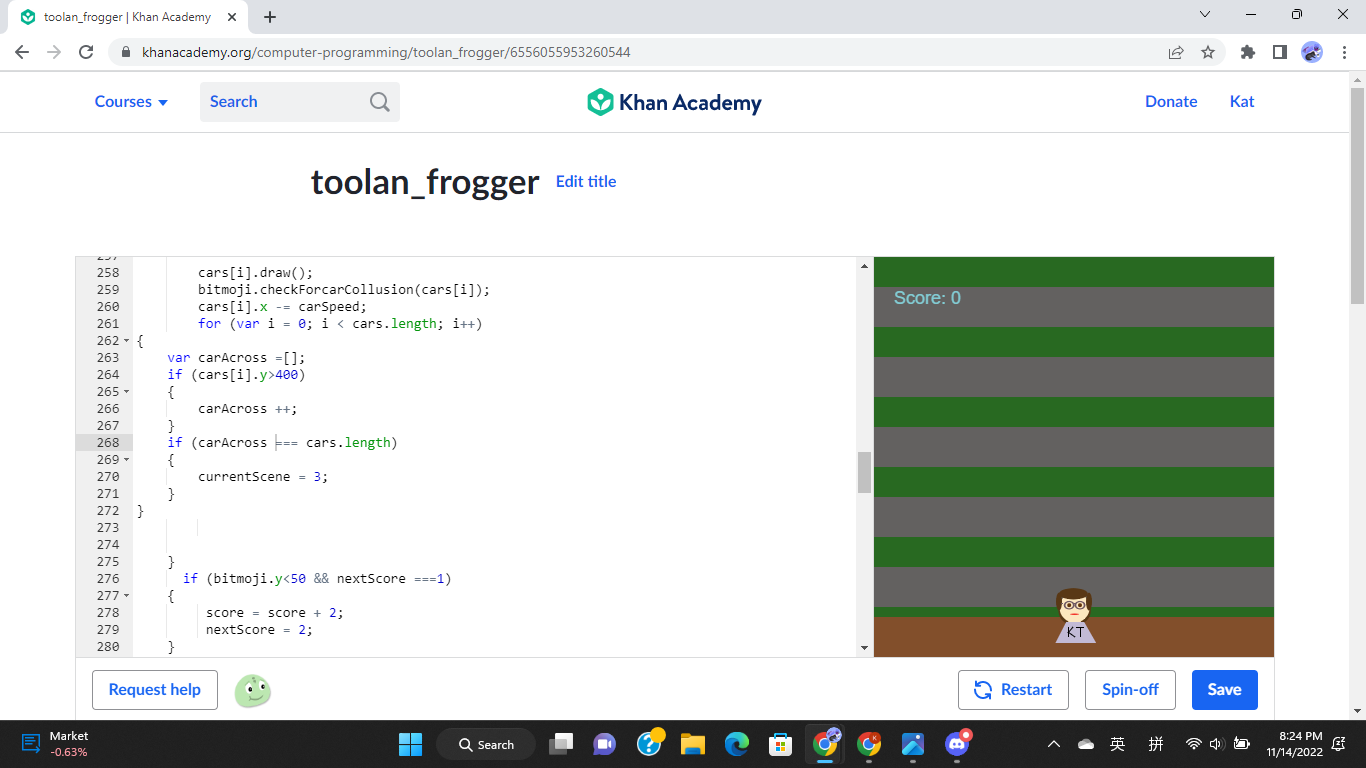 toolan_frogger | Khan Academy
khanacademy.org/computer-programming/toolan_frogger/6556055953260544
Courses
Search
Khan Academy
Donate
Kat
toolan_frogger
Edit title
258 cars[i].draw();
259 bitmoji.checkForcarCollusion(cars[i]);
260 cars[i].x -= carSpeed;
261 for (var i = 0; i < cars.length; i++)
262 {
263 var carAcross =[];
264 if (cars[i].y>400)
265 {
266 carAcross ++;
267 }
268 if (carAcross === cars.length)
269 {
270 currentScene = 3;
271 }
272 }
273
274
275 }
276 if (bitmoji.y<50 && nextScore ===1)
277 {
278 score = score + 2;
279 nextScore = 2;
280 }
Score: 0
KT
Request help
Restart
Spin-off
Save
Market
-0.63%
Search
英
拼
8:24 PM
11/14/2022